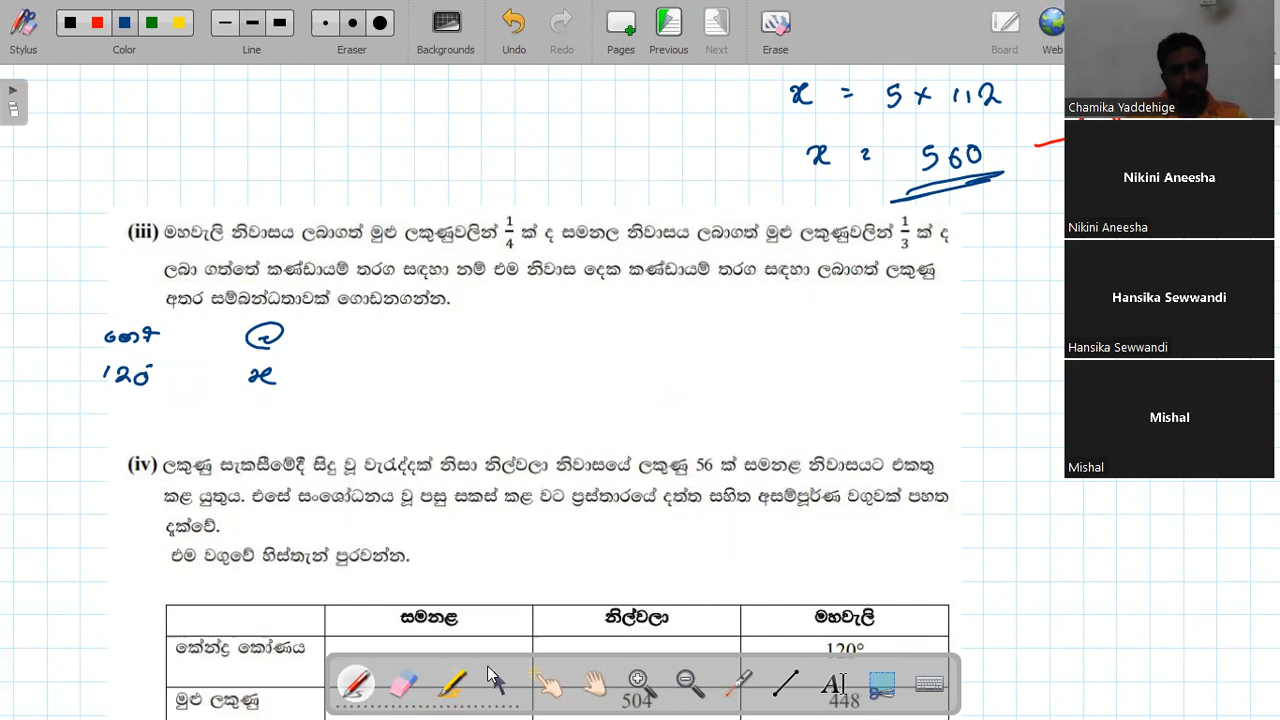 Stylus Color Line Eraser Backgrounds Undo Redo Pages Previous Next Erase Board Web
Chamika Yaddehige
x = 5 × 112
x = 560
Nikini Aneesha
Nikini Aneesha
(iii) මහවැලි නිවාසය ලබාගත් මුළු ලකුණුවලින් 1/4 ක් ද සමනල නිවාසය ලබාගත් මුළු ලකුණුවලින් 1/3 ක් ද
ලබා ගත්තේ කණ්ඩායම් තරග සඳහා නම් එම නිවාස දෙක කණ්ඩායම් තරග සඳහා ලබාගත් ලකුණු
අතර සම්බන්ධතාවක් ගොඩනගන්න.
Hansika Sewwandi
Hansika Sewwandi
120° x
Mishal
Mishal
(iv) ලකුණු සැකසීමේදී සිදු වූ වැරැද්දක් නිසා නිල්වලා නිවාසයේ ලකුණු 56 ක් සමනළ නිවාසයට එකතු
කළ යුතුය. එසේ සංශෝධනය වූ පසු සකස් කළ වට ප්‍රස්තාරයේ දත්ත සහිත අසම්පූර්ණ වගුවක් පහත
දැක්වේ.
එම වගුවේ හිස්තැන් පුරවන්න.
සමනළ නිල්වලා මහවැලි
කේන්ද්‍ර කෝණය 120°
මුළු ලකුණු 504 448